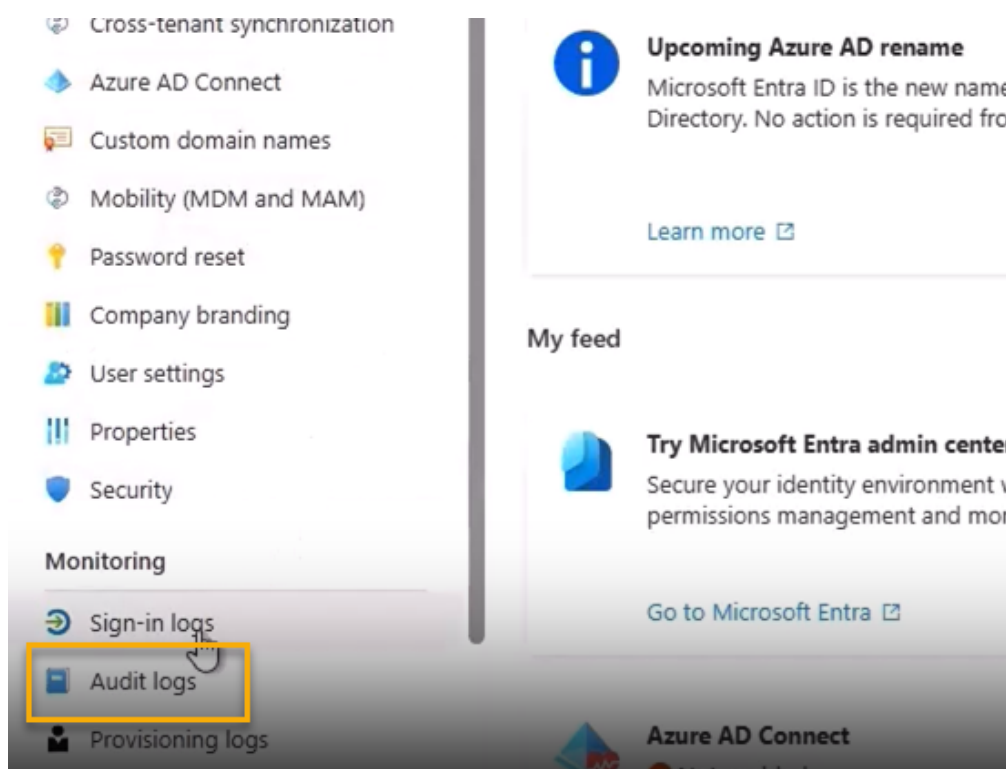 Cross-tenant synchronization
Azure AD Connect
Custom domain names
Mobility (MDM and MAM)
Password reset
Company branding
User settings
Properties
Security
Monitoring
Sign-in logs
Audit logs
Provisioning logs
Upcoming Azure AD rename
Microsoft Entra ID is the new name
Directory. No action is required fro
Learn more
My feed
Try Microsoft Entra admin center
Secure your identity environment w
permissions management and mor
Go to Microsoft Entra
Azure AD Connect